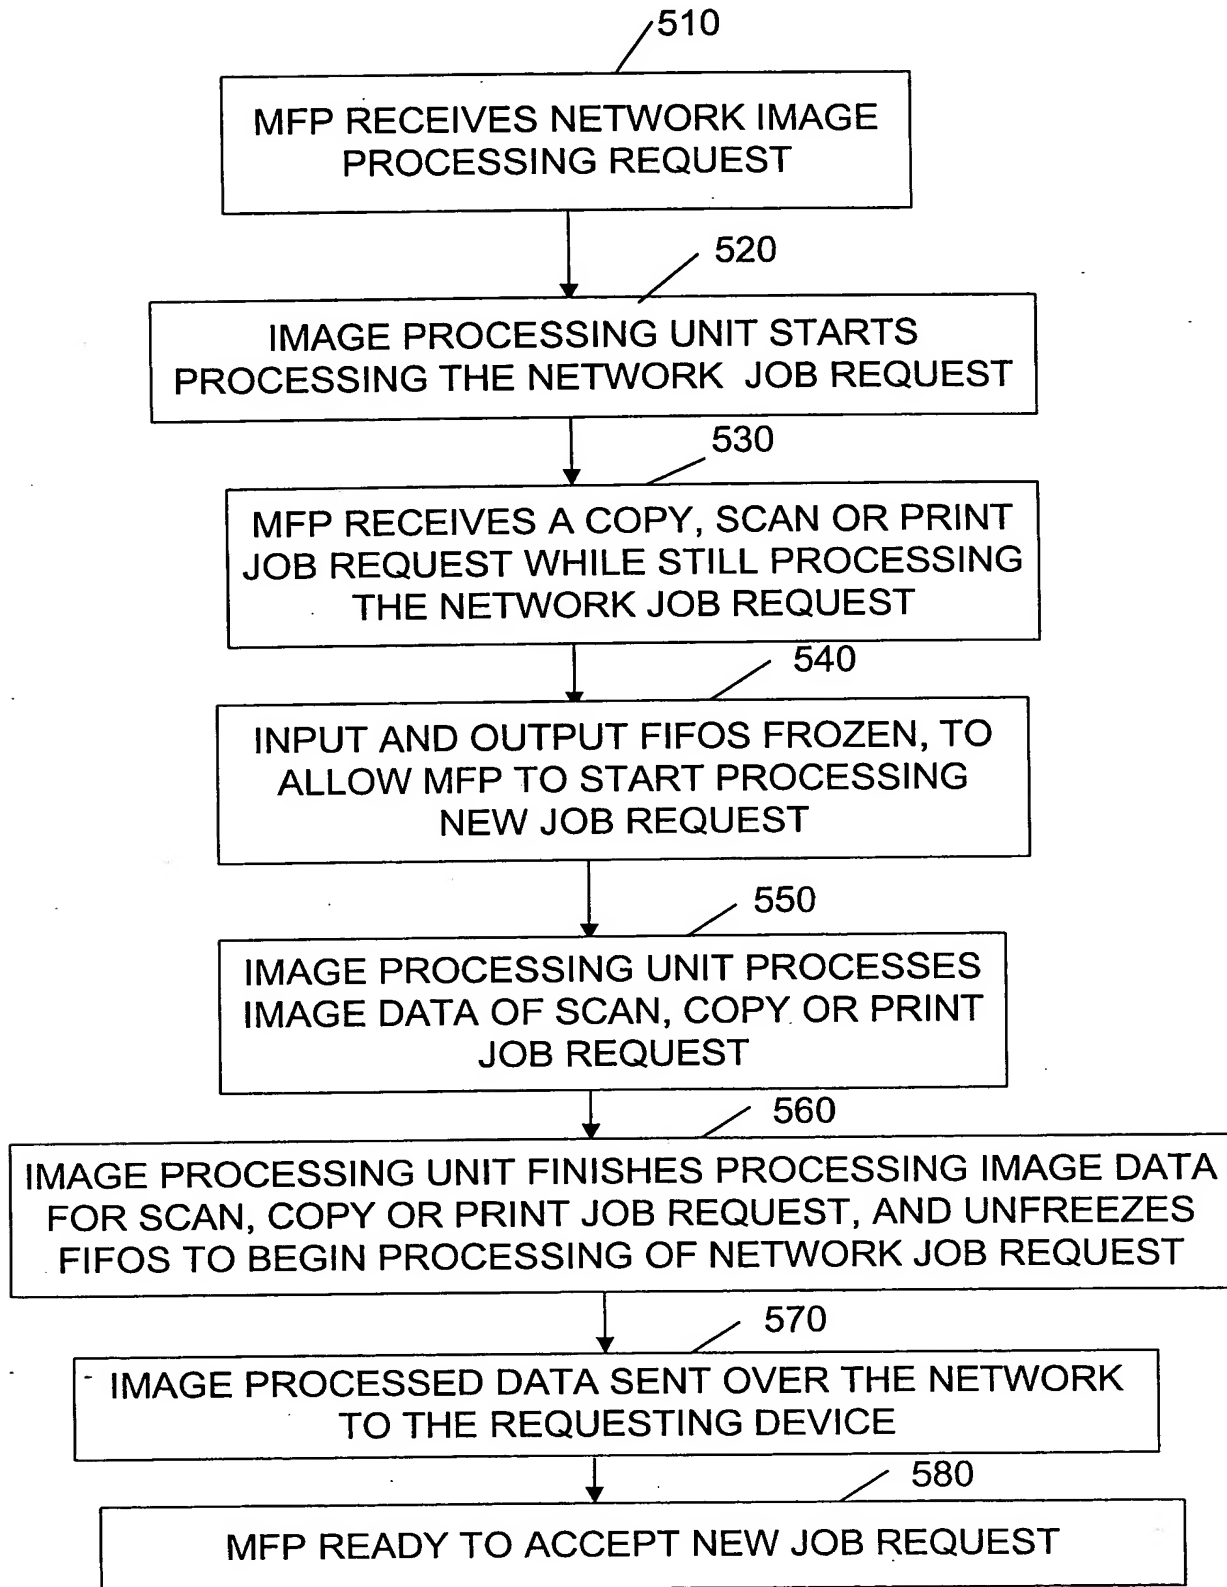 510
MFP RECEIVES NETWORK IMAGE
PROCESSING REQUEST
520
IMAGE PROCESSING UNIT STARTS
PROCESSING THE NETWORK JOB REQUEST
530
MFP RECEIVES A COPY, SCAN OR PRINT
JOB REQUEST WHILE STILL PROCESSING
THE NETWORK JOB REQUEST
540
INPUT AND OUTPUT FIFOS FROZEN, TO
ALLOW MFP TO START PROCESSING
NEW JOB REQUEST
550
IMAGE PROCESSING UNIT PROCESSES
IMAGE DATA OF SCAN, COPY OR PRINT
JOB REQUEST
560
IMAGE PROCESSING UNIT FINISHES PROCESSING IMAGE DATA
FOR SCAN, COPY OR PRINT JOB REQUEST, AND UNFREEZES
FIFOS TO BEGIN PROCESSING OF NETWORK JOB REQUEST
570
IMAGE PROCESSED DATA SENT OVER THE NETWORK
TO THE REQUESTING DEVICE
580
MFP READY TO ACCEPT NEW JOB REQUEST